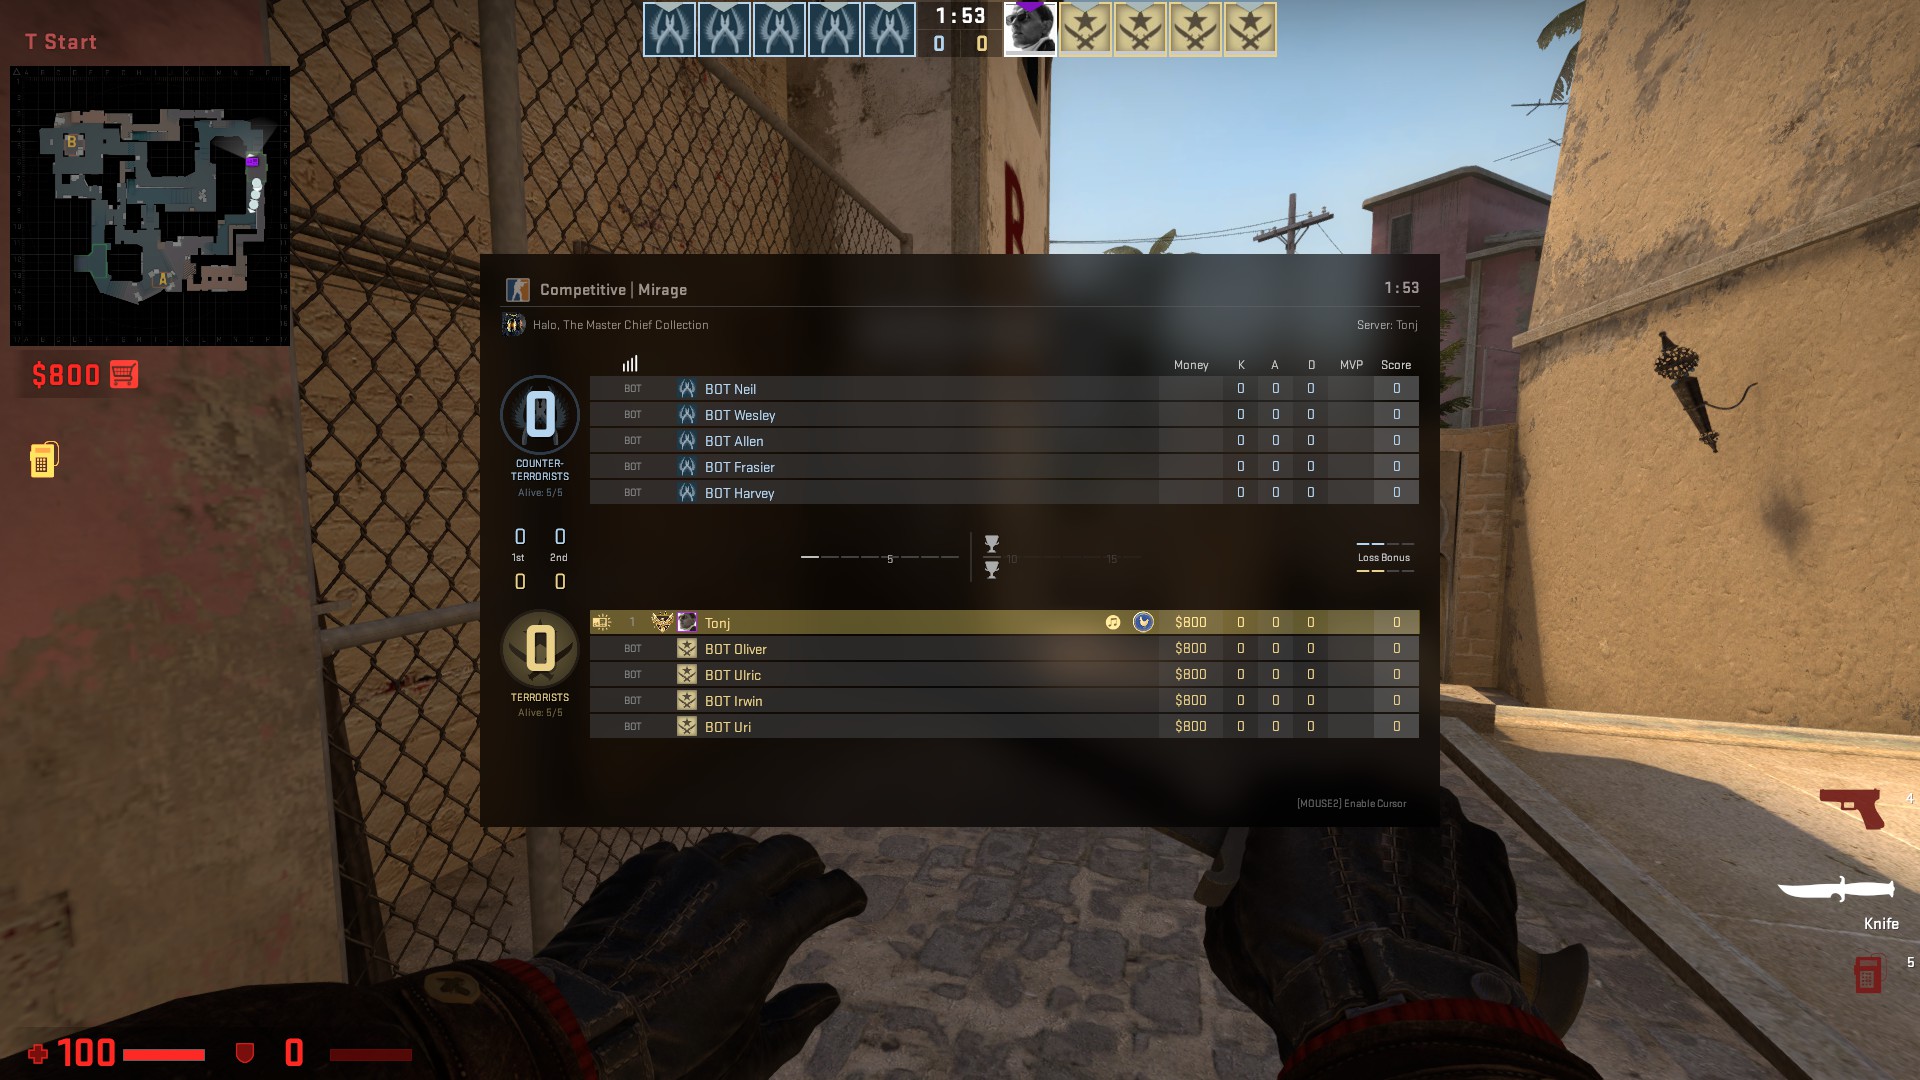 1:53
0 0
T Start
R
B
A
$800
Competitive | Mirage 1:53
Halo, The Master Chief Collection Server: Tonj
Money K A D MVP Score
0
COUNTER-
TERRORISTS
Alive: 5/5
BOT BOT Neil 0 0 0 0
BOT BOT Wesley 0 0 0 0
BOT BOT Allen 0 0 0 0
BOT BOT Frasier 0 0 0 0
BOT BOT Harvey 0 0 0 0
0 0
1st 2nd
0 0
5 10 15
Loss Bonus
0
TERRORISTS
Alive: 5/5
1 Tonj $800 0 0 0 0
BOT BOT Oliver $800 0 0 0 0
BOT BOT Ulric $800 0 0 0 0
BOT BOT Irwin $800 0 0 0 0
BOT BOT Uri $800 0 0 0 0
[MOUSE2] Enable Cursor
4
Knife
5
100 0